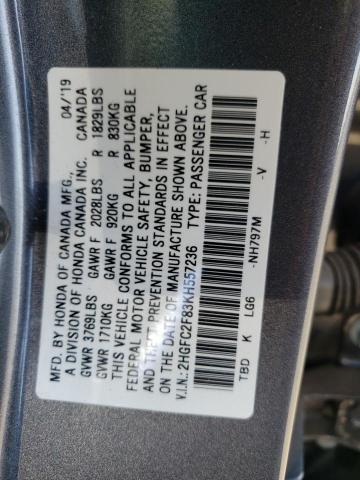 MFD. BY HONDA OF CANADA MFG., 04/'19
A DIVISION OF HONDA CANADA INC. CANADA
GVWR 3769LBS GAWR F 2028LBS R 1829LBS
GVWR 1710KG GAWR F 920KG R 830KG
THIS VEHICLE CONFORMS TO ALL APPLICABLE
FEDERAL MOTOR VEHICLE SAFETY, BUMPER,
AND THEFT PREVENTION STANDARDS IN EFFECT
ON THE DATE OF MANUFACTURE SHOWN ABOVE.
V.I.N.: 2HGFC2F83KH557236 TYPE: PASSENGER CAR
TBD K LG6 -NH797M -V -H